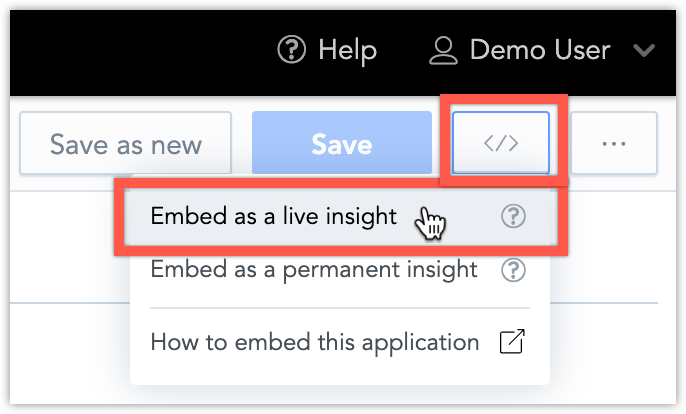 Help
Demo User
Save as new
Save
</>
...
Embed as a live insight
Embed as a permanent insight
How to embed this application